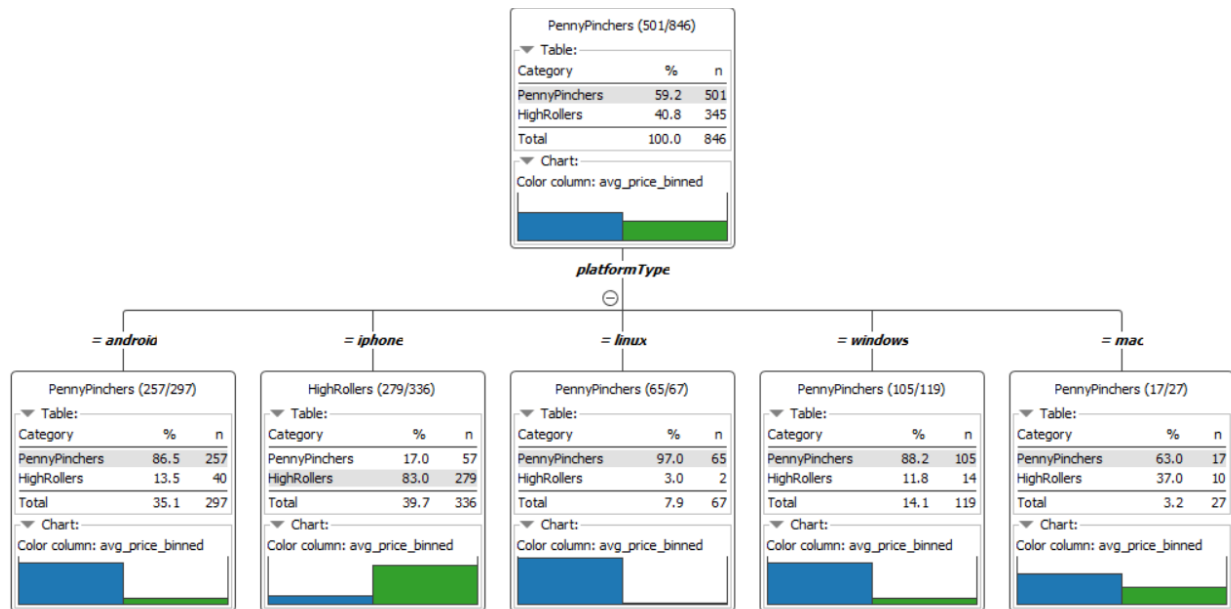 PennyPinchers (501/846)
Table:
Category % n
PennyPinchers 59.2 501
HighRollers 40.8 345
Total 100.0 846
Chart:
Color column: avg_price_binned
platformType
= android
= iphone
= linux
= windows
= mac
PennyPinchers (257/297)
Table:
Category % n
PennyPinchers 86.5 257
HighRollers 13.5 40
Total 35.1 297
Chart:
Color column: avg_price_binned
HighRollers (279/336)
Table:
Category % n
PennyPinchers 17.0 57
HighRollers 83.0 279
Total 39.7 336
Chart:
Color column: avg_price_binned
PennyPinchers (65/67)
Table:
Category % n
PennyPinchers 97.0 65
HighRollers 3.0 2
Total 7.9 67
Chart:
Color column: avg_price_binned
PennyPinchers (105/119)
Table:
Category % n
PennyPinchers 88.2 105
HighRollers 11.8 14
Total 14.1 119
Chart:
Color column: avg_price_binned
PennyPinchers (17/27)
Table:
Category % n
PennyPinchers 63.0 17
HighRollers 37.0 10
Total 3.2 27
Chart:
Color column: avg_price_binned